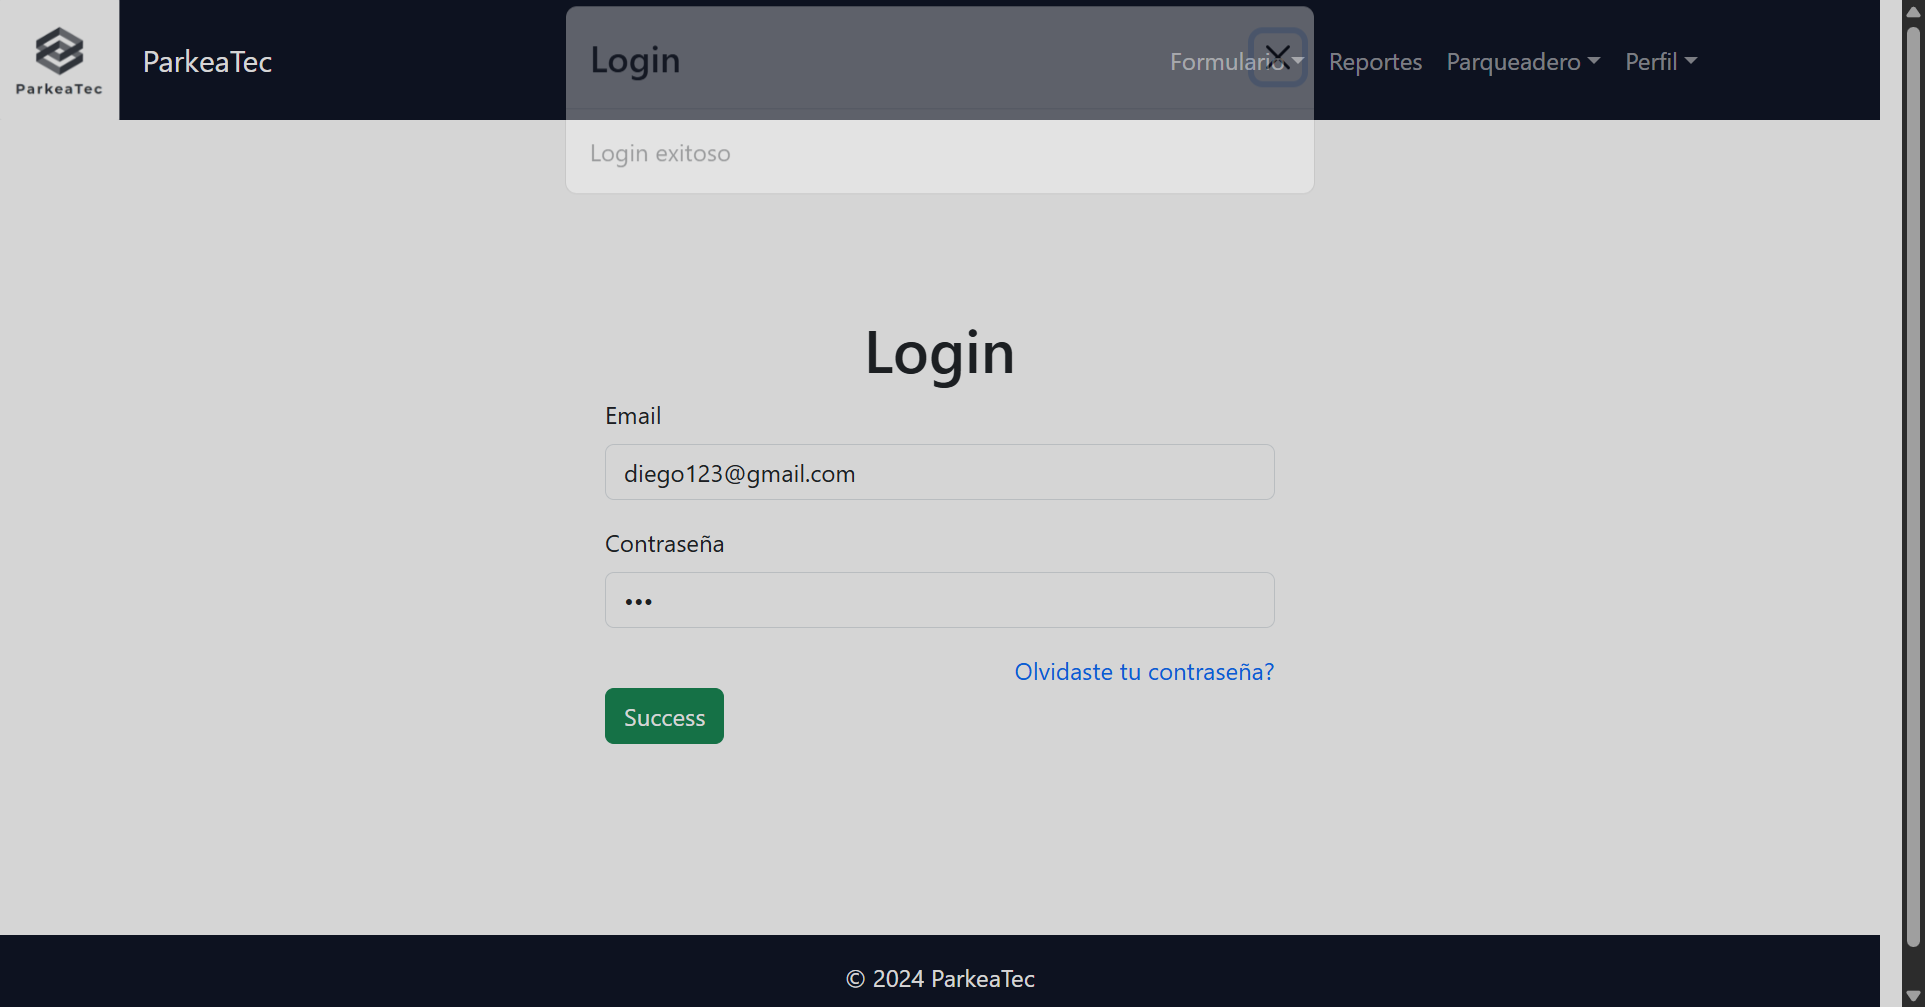 ParkeaTec
ParkeaTec
Login
Formulario
Reportes
Parqueadero
Perfil
Login exitoso
Login
Email
diego123@gmail.com
Contraseña
•••
Olvidaste tu contraseña?
Success
© 2024 ParkeaTec